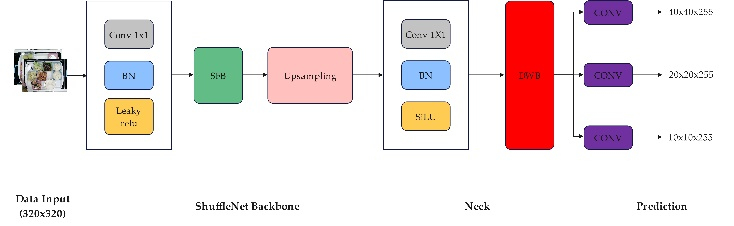 Conv 1x1
BN
Leaky
relu
SFB
Upsampling
Conv 1X1
BN
SiLU
DWB
CONV
40x40x255
CONV
20x20x255
CONV
10x10x255
Data Input
(320x320)
ShuffleNet Backbone
Neck
Prediction